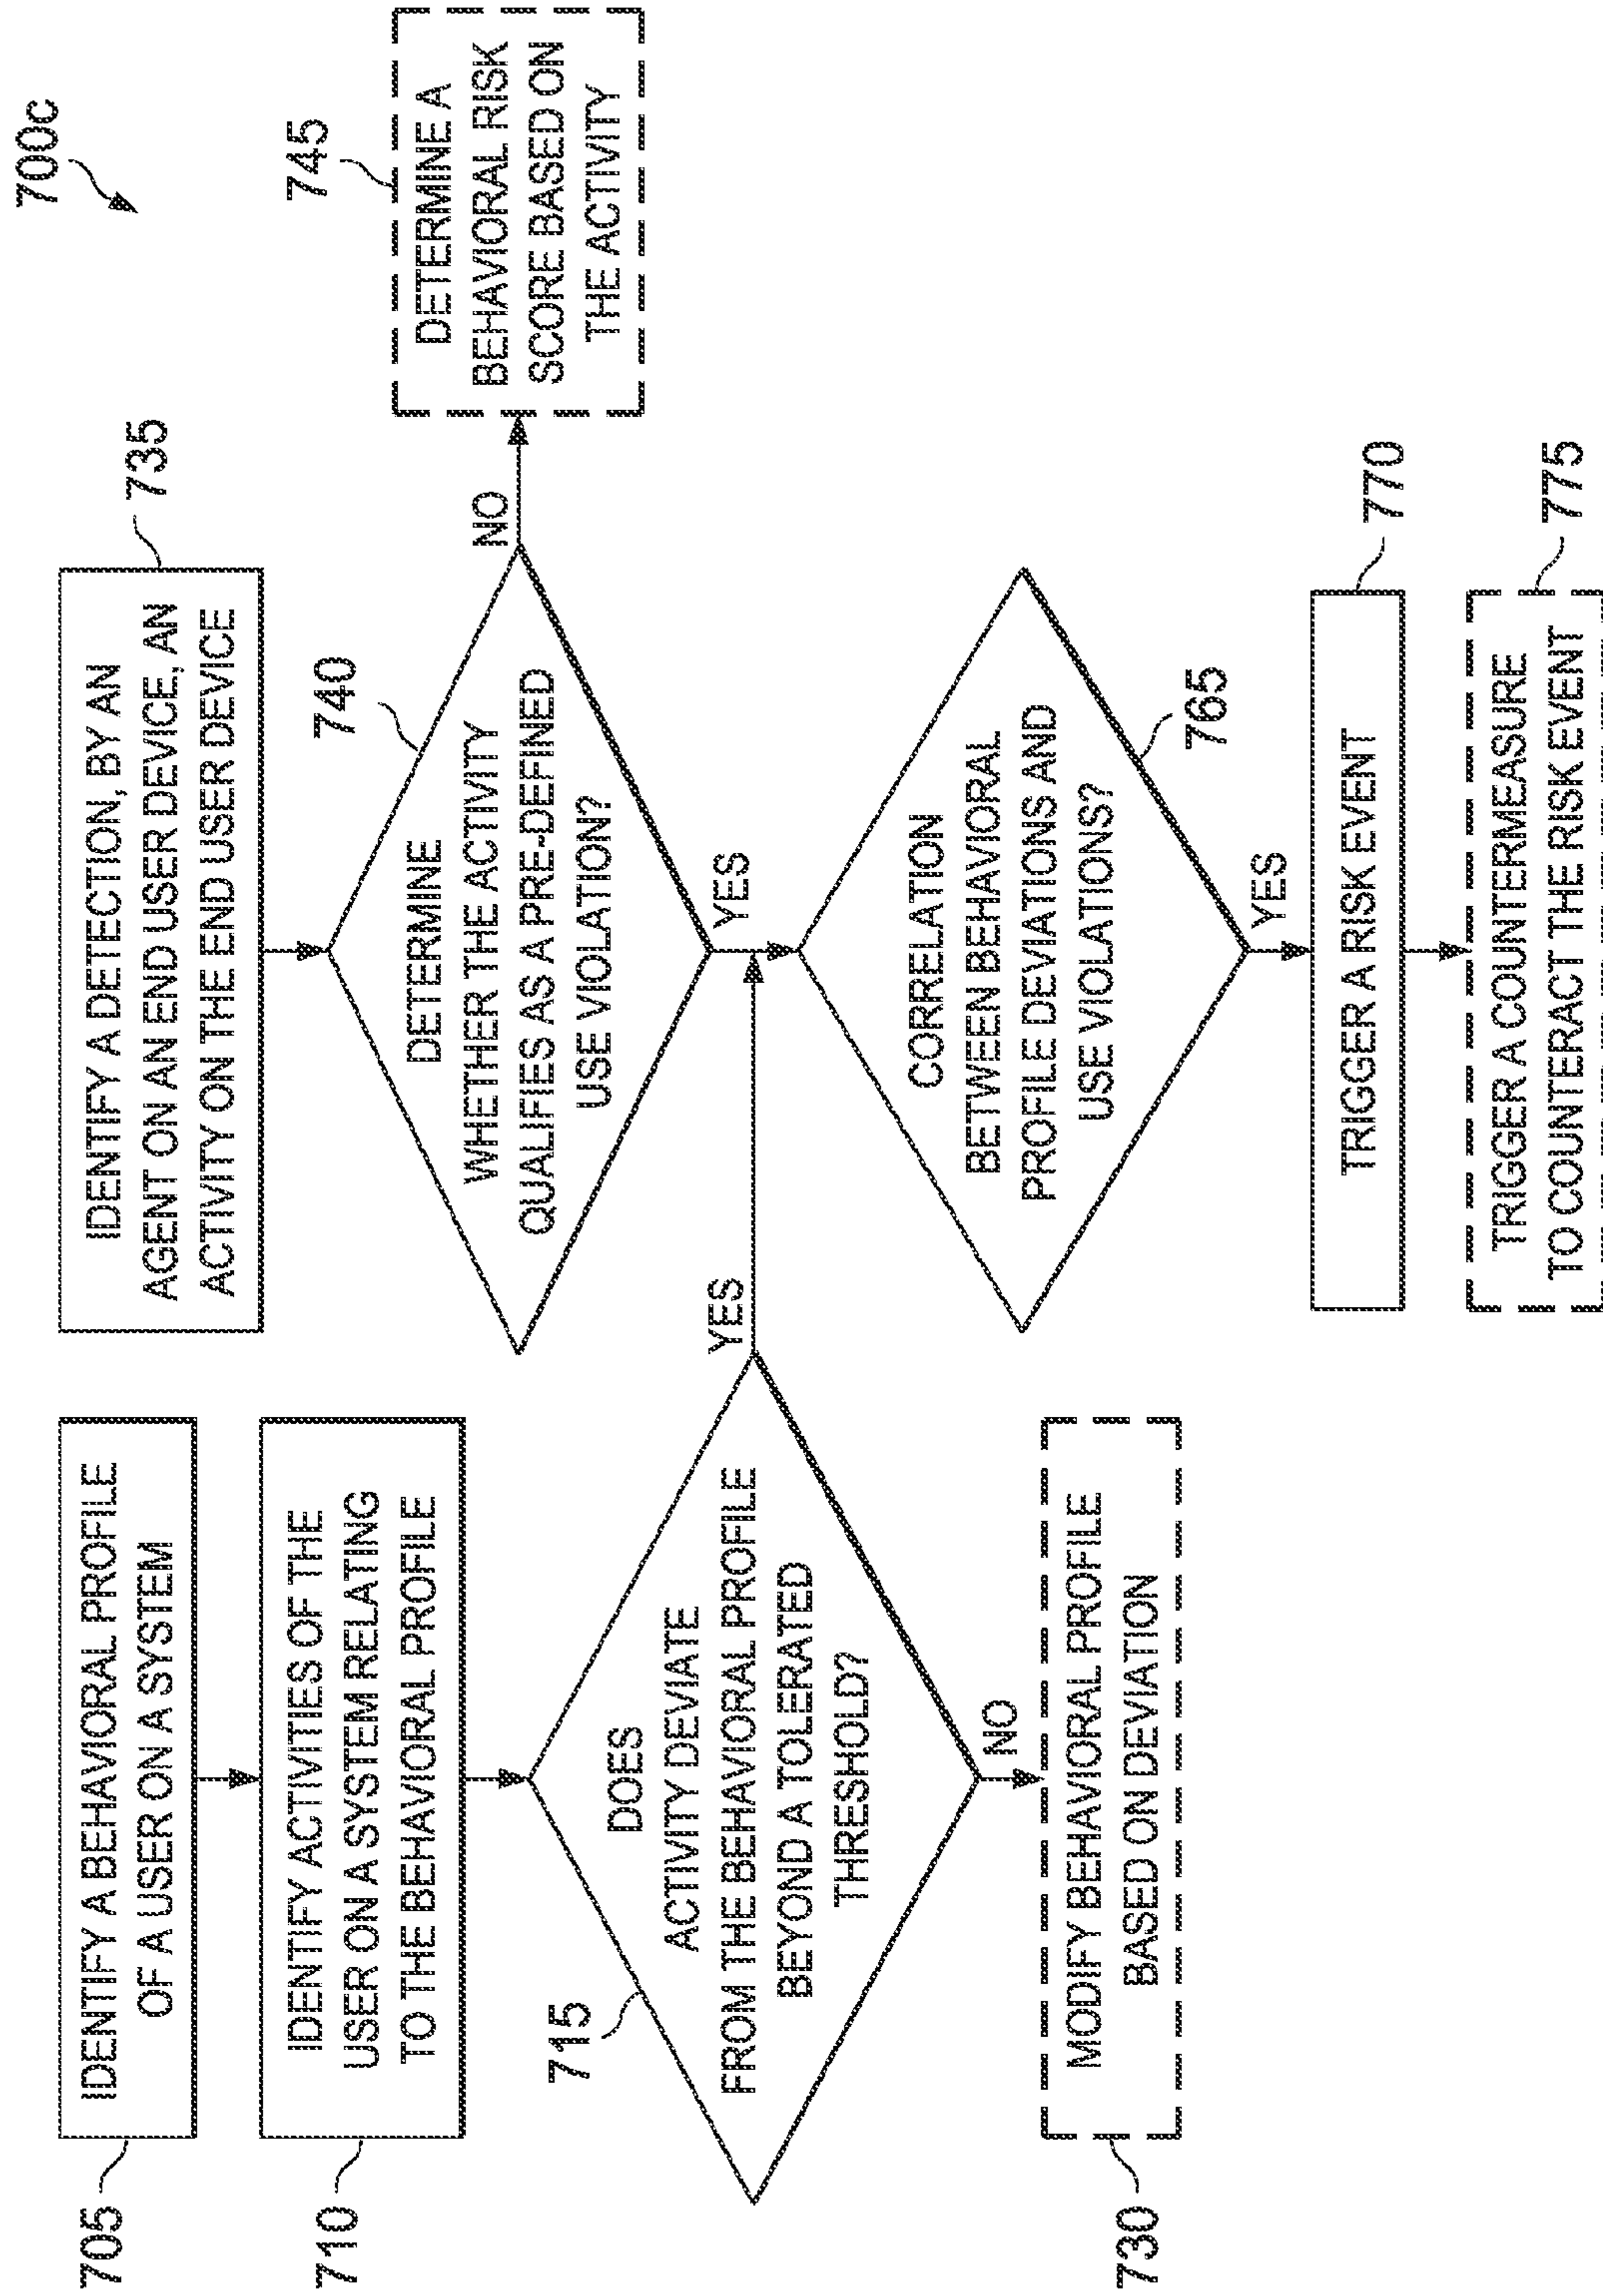 700c
705
IDENTIFY A BEHAVIORAL PROFILE
OF A USER ON A SYSTEM
710
IDENTIFY ACTIVITIES OF THE
USER ON A SYSTEM RELATING
TO THE BEHAVIORAL PROFILE
715
DOES
ACTIVITY DEVIATE
FROM THE BEHAVIORAL PROFILE
BEYOND A TOLERATED
THRESHOLD?
YES
NO
730
MODIFY BEHAVIORAL PROFILE
BASED ON DEVIATION
735
IDENTIFY A DETECTION, BY AN
AGENT ON AN END USER DEVICE, AN
ACTIVITY ON THE END USER DEVICE
740
DETERMINE
WHETHER THE ACTIVITY
QUALIFIES AS A PRE-DEFINED
USE VIOLATION?
NO
745
DETERMINE A
BEHAVIORAL RISK
SCORE BASED ON
THE ACTIVITY
YES
CORRELATION
BETWEEN BEHAVIORAL
PROFILE DEVIATIONS AND
USE VIOLATIONS?
765
YES
770
TRIGGER A RISK EVENT
775
TRIGGER A COUNTERMEASURE
TO COUNTERACT THE RISK EVENT